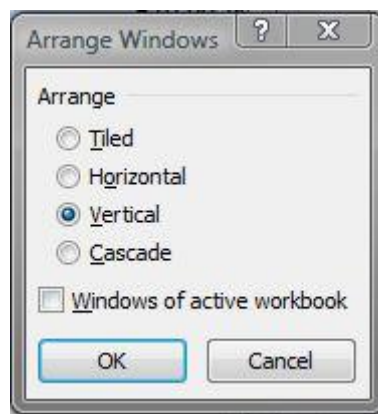 Arrange Windows ?
Arrange
Tiled
Horizontal
Vertical
Cascade
Windows of active workbook
OK Cancel